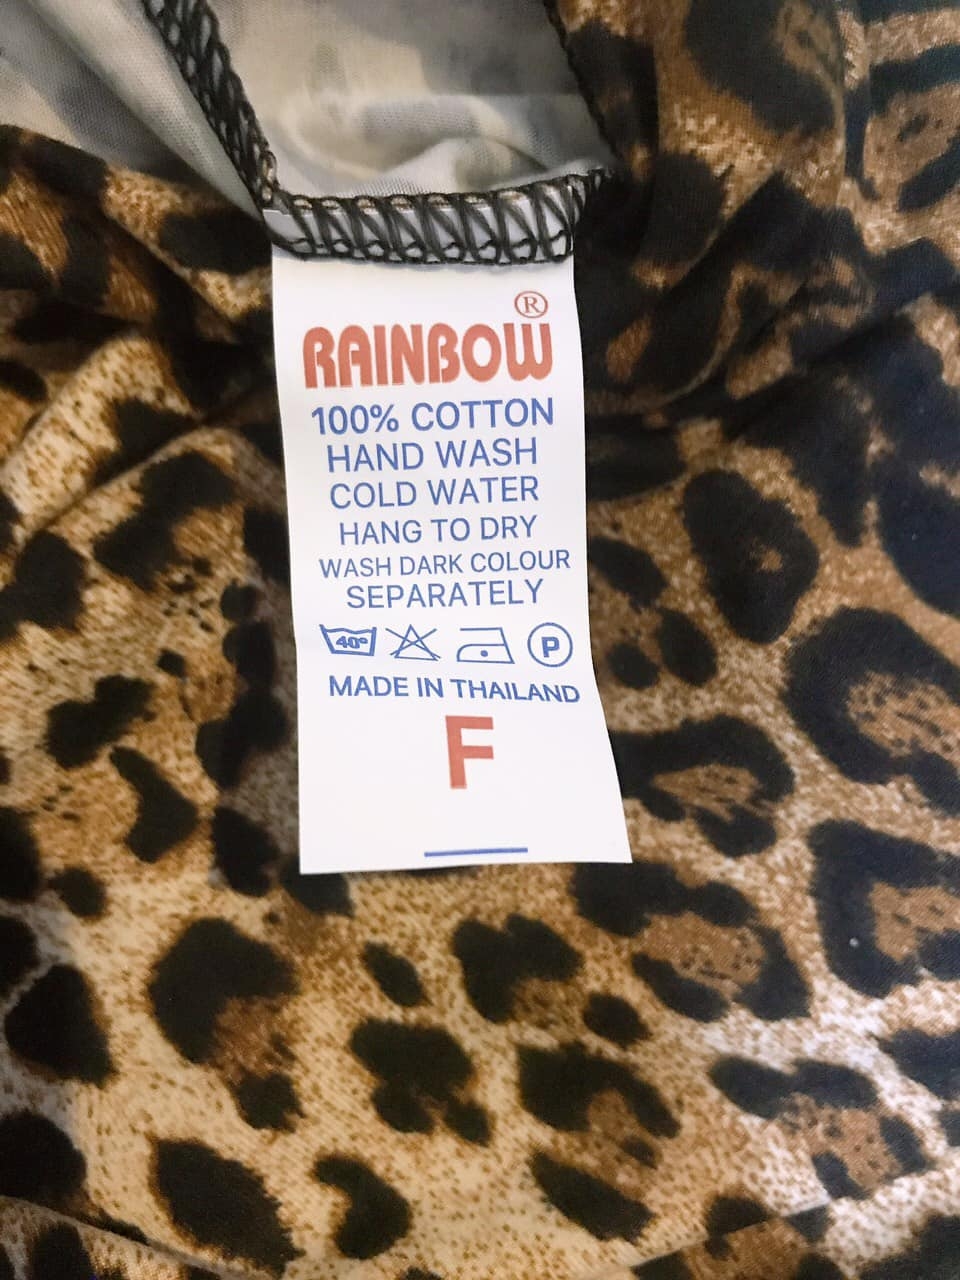 ®
RAINBOW
100% COTTON
HAND WASH
COLD WATER
HANG TO DRY
WASH DARK COLOUR
SEPARATELY
40° P
MADE IN THAILAND
F